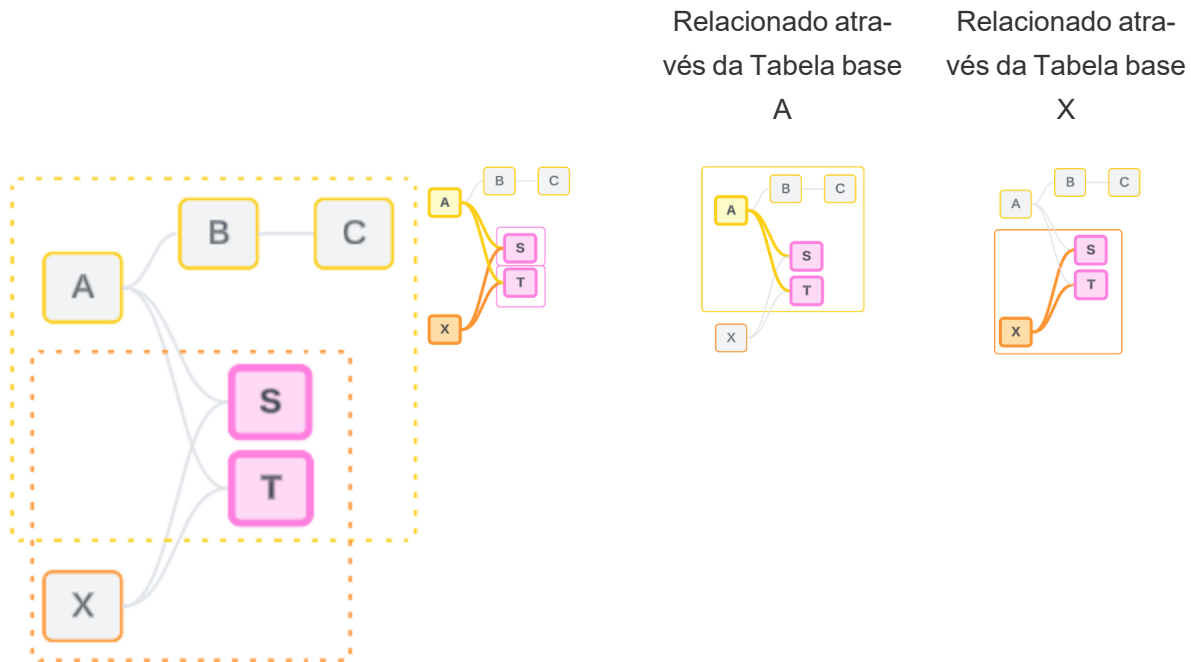 Relacionado atra-
vés da Tabela base
A
Relacionado atra-
vés da Tabela base
X
A
B
C
S
T
X
A
B
C
S
T
X
A
B
C
S
T
X
A
B
C
S
T
X